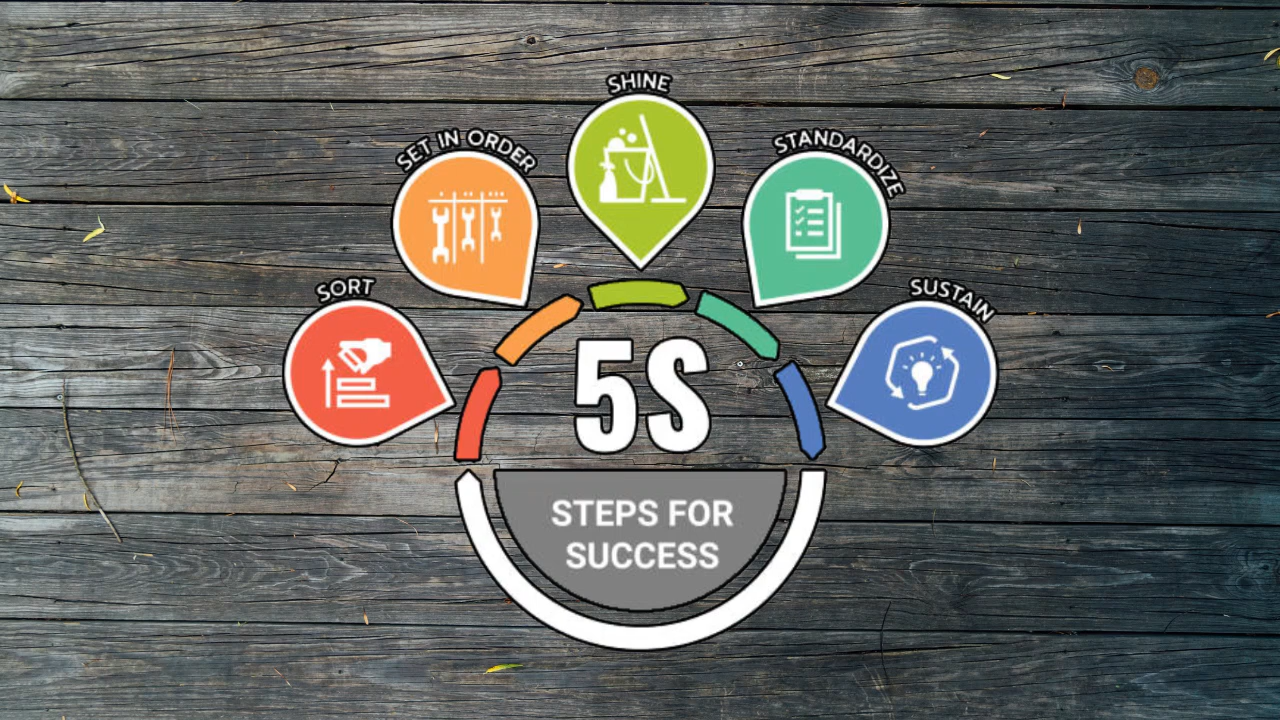 SHINE
SET IN ORDER
STANDARDIZE
SORT
SUSTAIN
5S
STEPS FOR
SUCCESS